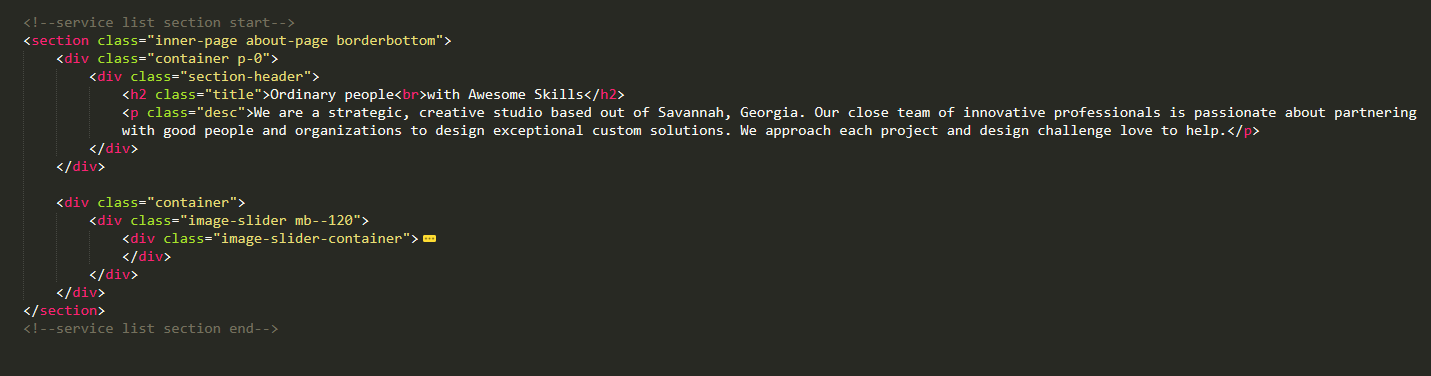 <!--service list section start-->
<section class="inner-page about-page borderbottom">
<div class="container p-0">
<div class="section-header">
<h2 class="title">Ordinary people<br>with Awesome Skills</h2>
<p class="desc">We are a strategic, creative studio based out of Savannah, Georgia. Our close team of innovative professionals is passionate about partnering
with good people and organizations to design exceptional custom solutions. We approach each project and design challenge love to help.</p>
</div>
</div>
<div class="container">
<div class="image-slider mb--120">
<div class="image-slider-container">
</div>
</div>
</div>
</section>
<!--service list section end-->